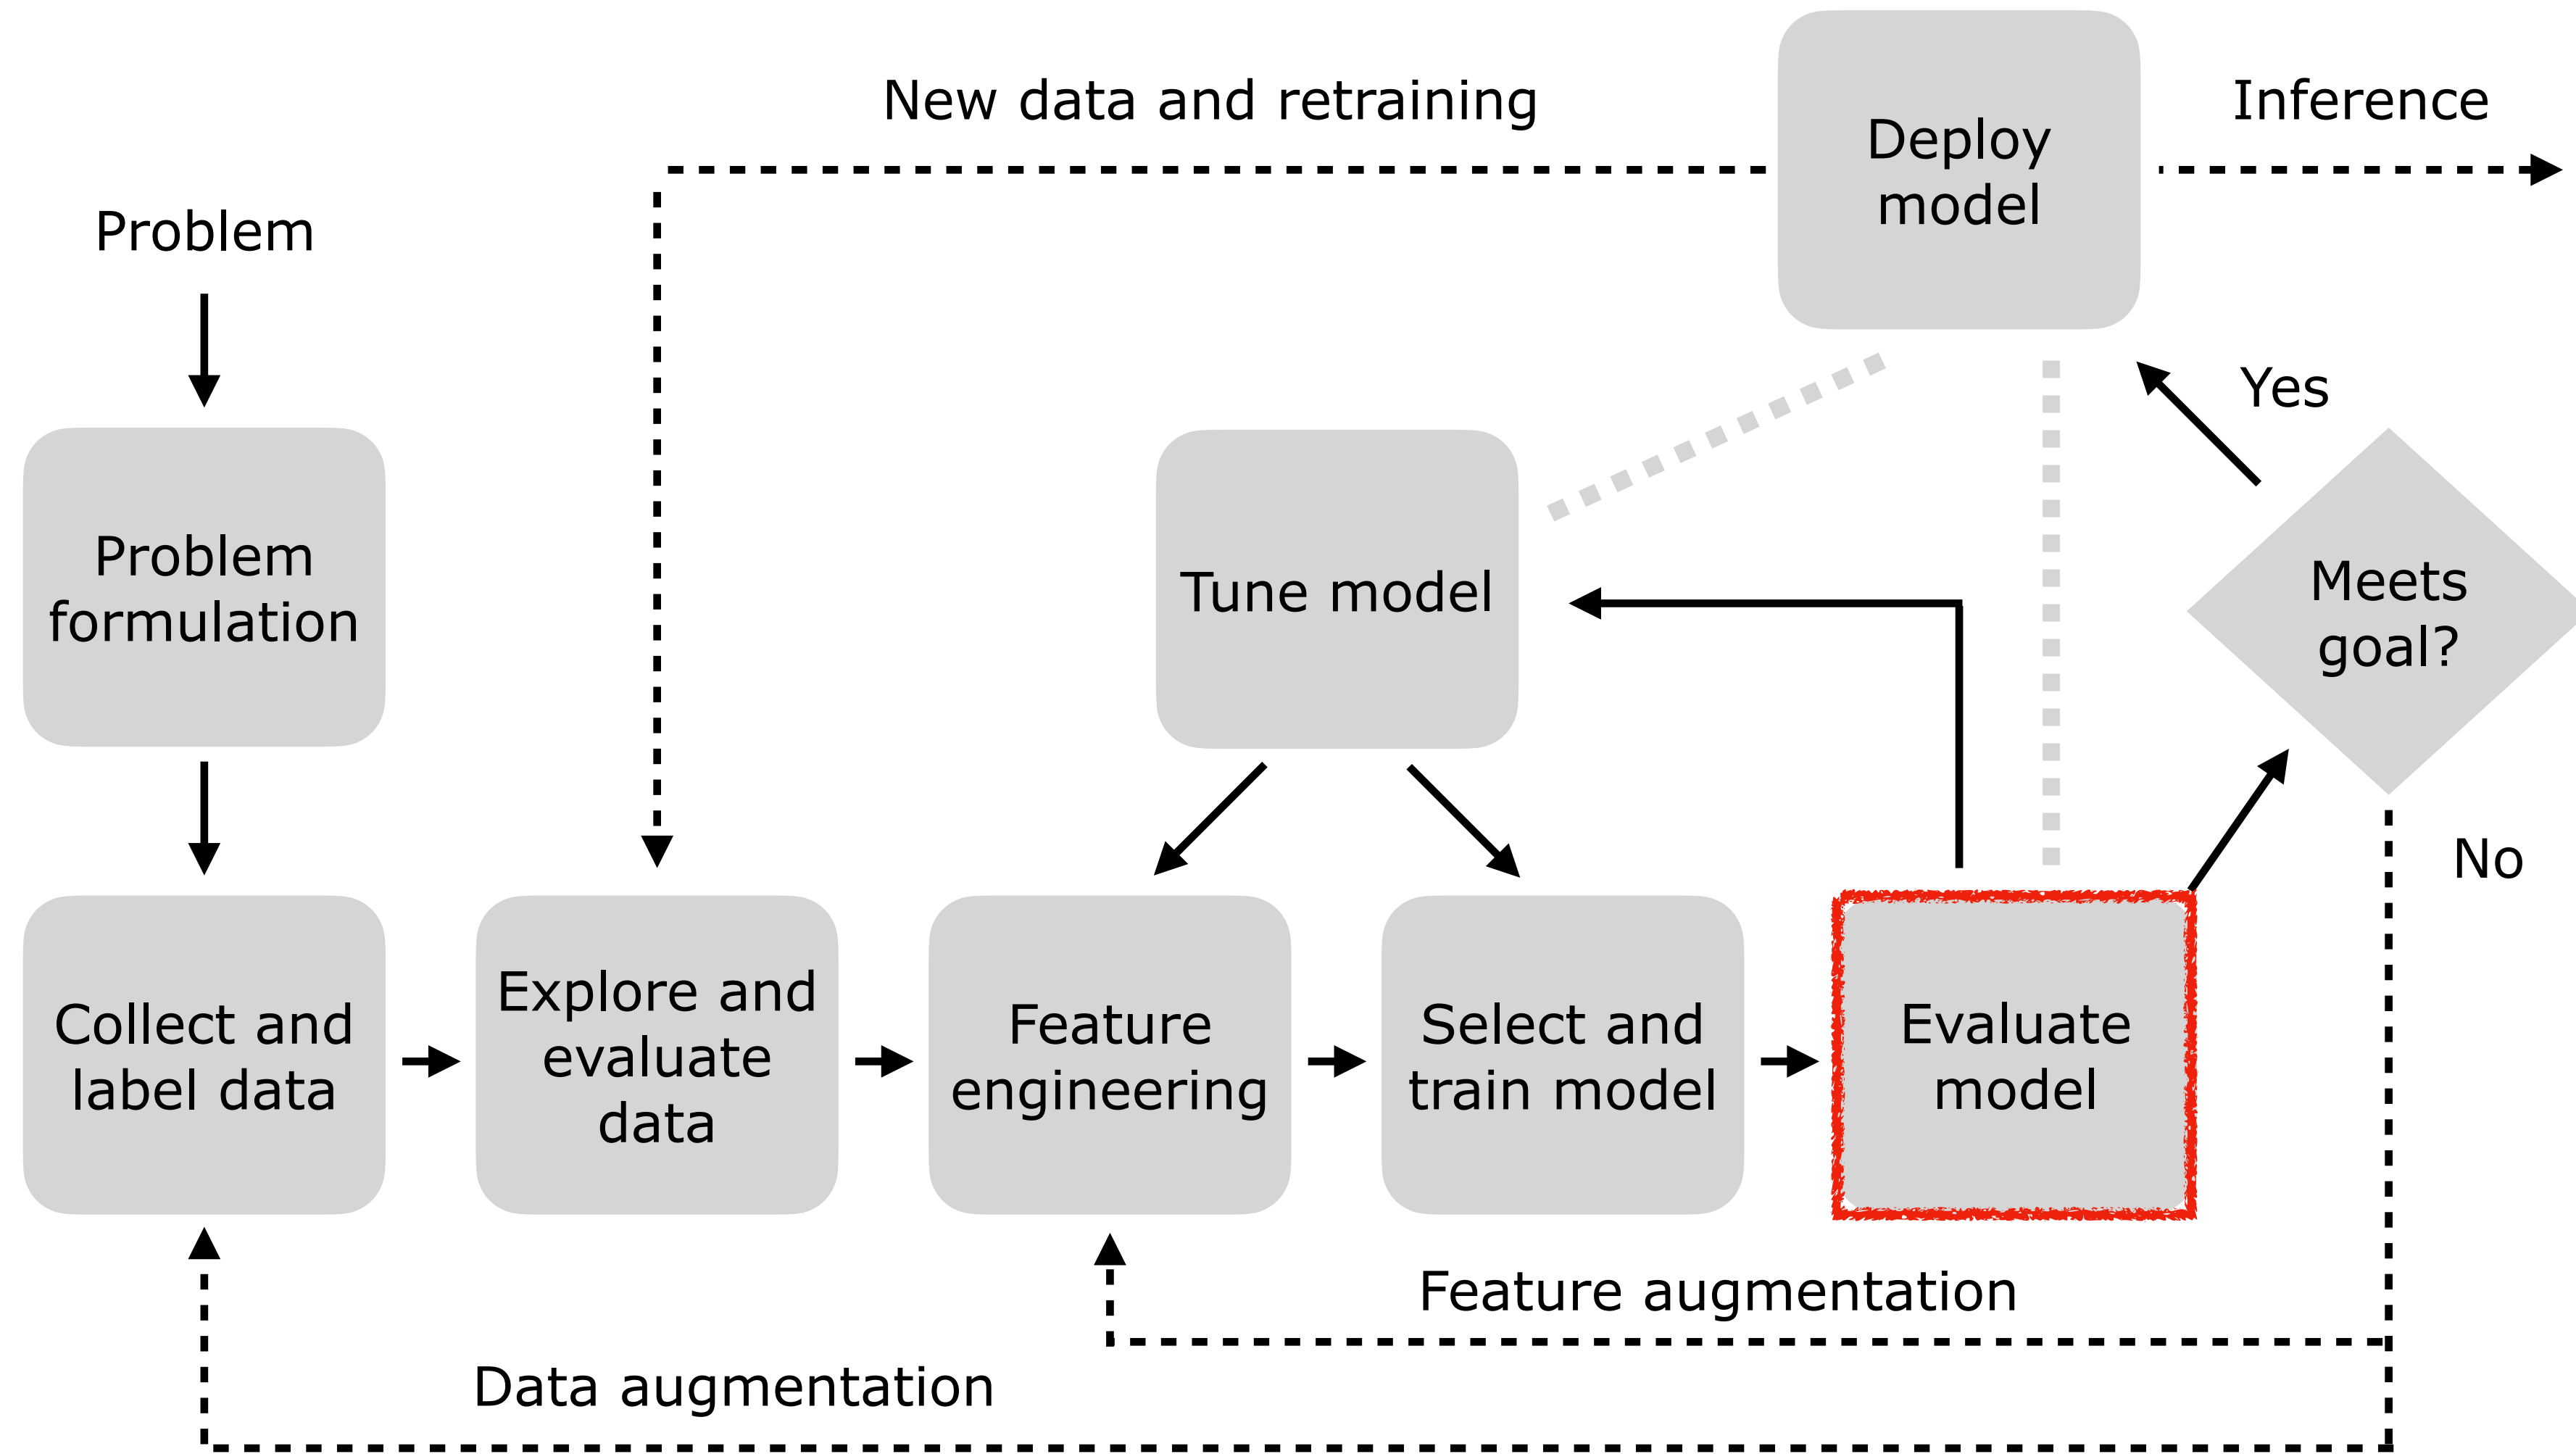 New data and retraining
Deploy
model
Inference
Problem
Yes
Problem
formulation
Tune model
Meets
goal?
No
Collect and
label data
Explore and
evaluate
data
Feature
engineering
Select and
train model
Evaluate
model
Feature augmentation
Data augmentation